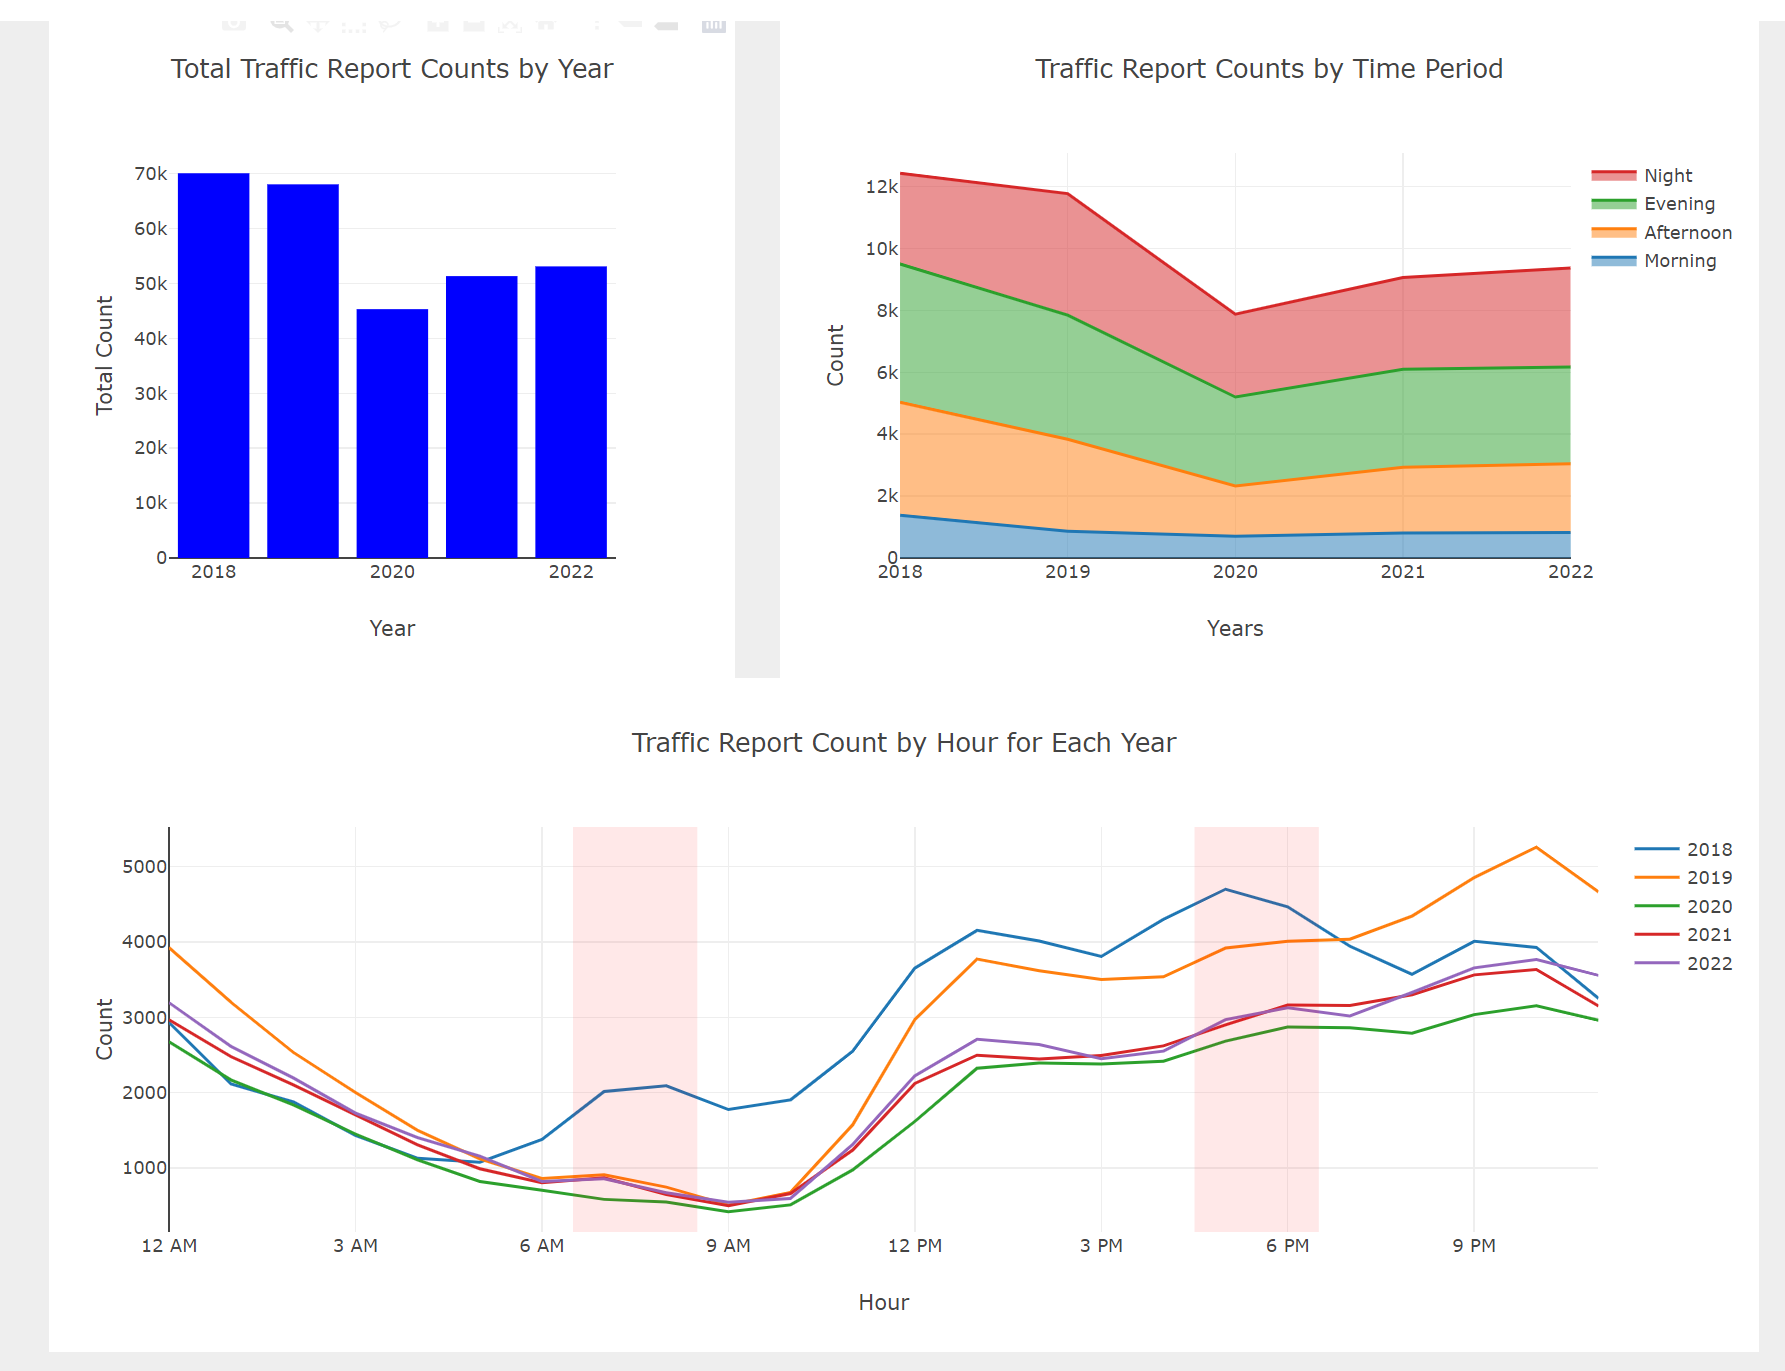 Total Traffic Report Counts by Year
70k
60k
50k
40k
30k
20k
10k
0
Total Count
2018 2020 2022
Year
Traffic Report Counts by Time Period
12k
10k
8k
6k
4k
2k
0
Count
2018 2019 2020 2021 2022
Years
Night
Evening
Afternoon
Morning
Traffic Report Count by Hour for Each Year
5000
4000
3000
2000
1000
Count
12 AM 3 AM 6 AM 9 AM 12 PM 3 PM 6 PM 9 PM
Hour
2018
2019
2020
2021
2022